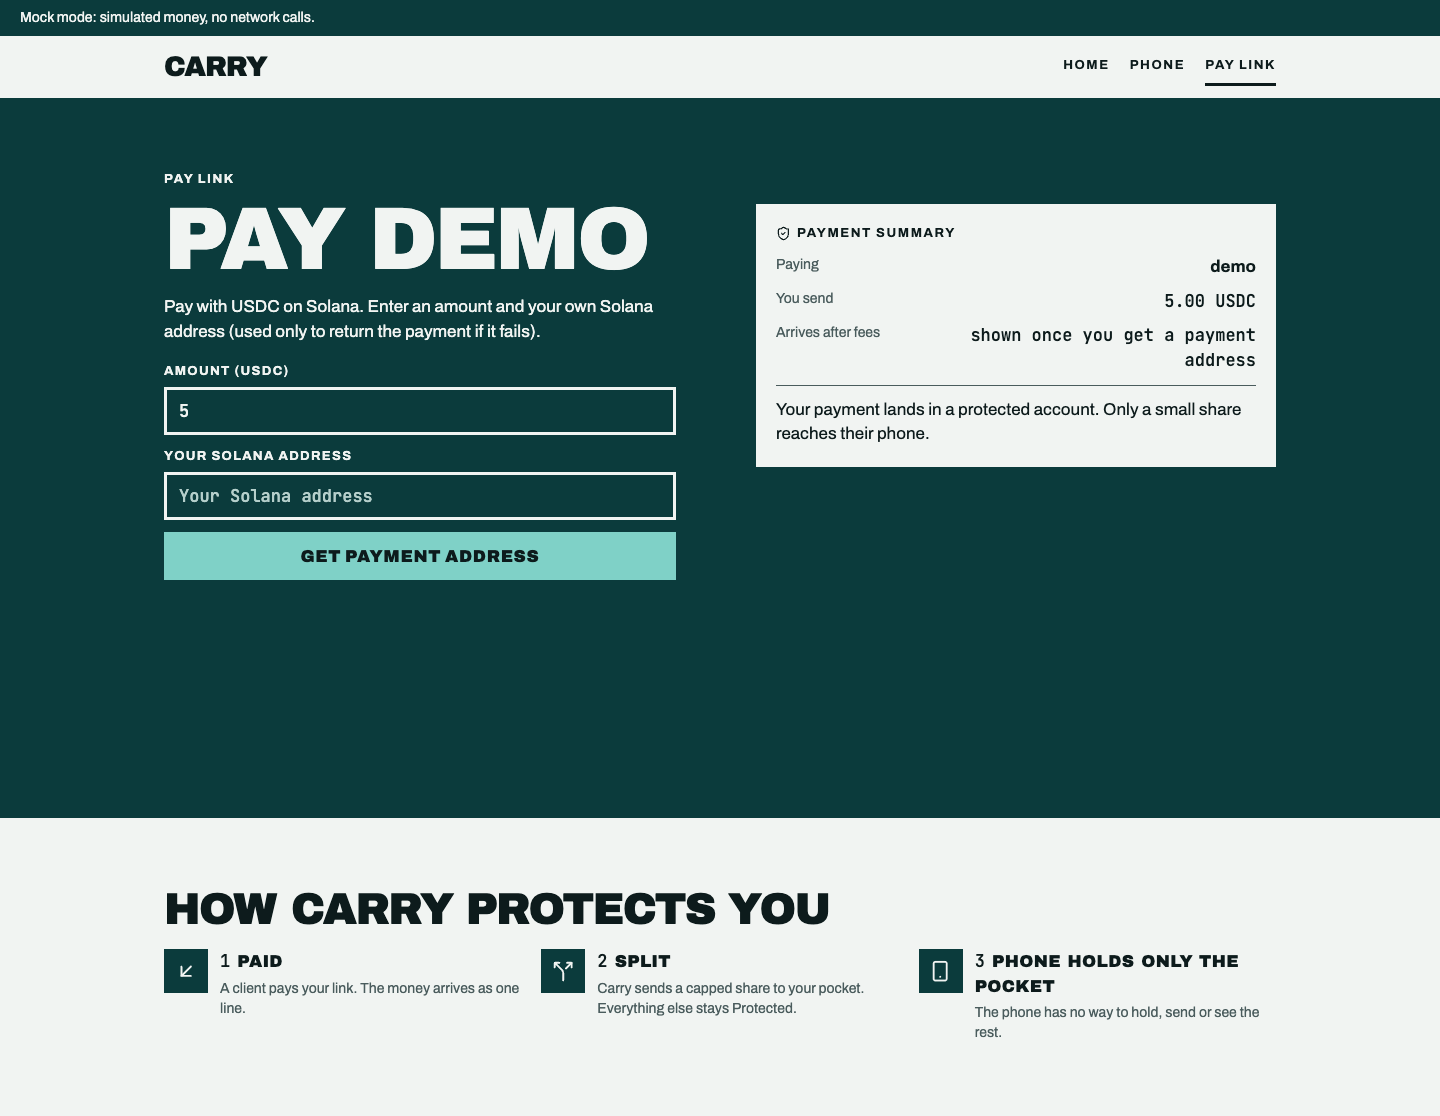 Mock mode: simulated money, no network calls.
CARRY
HOME PHONE PAY LINK
PAY LINK
PAY DEMO
Pay with USDC on Solana. Enter an amount and your own Solana
address (used only to return the payment if it fails).
AMOUNT (USDC)
5
YOUR SOLANA ADDRESS
Your Solana address
GET PAYMENT ADDRESS
PAYMENT SUMMARY
Paying demo
You send 5.00 USDC
Arrives after fees shown once you get a payment
address
Your payment lands in a protected account. Only a small share
reaches their phone.
HOW CARRY PROTECTS YOU
1 PAID
A client pays your link. The money arrives as one
line.
2 SPLIT
Carry sends a capped share to your pocket.
Everything else stays Protected.
3 PHONE HOLDS ONLY THE
POCKET
The phone has no way to hold, send or see the
rest.